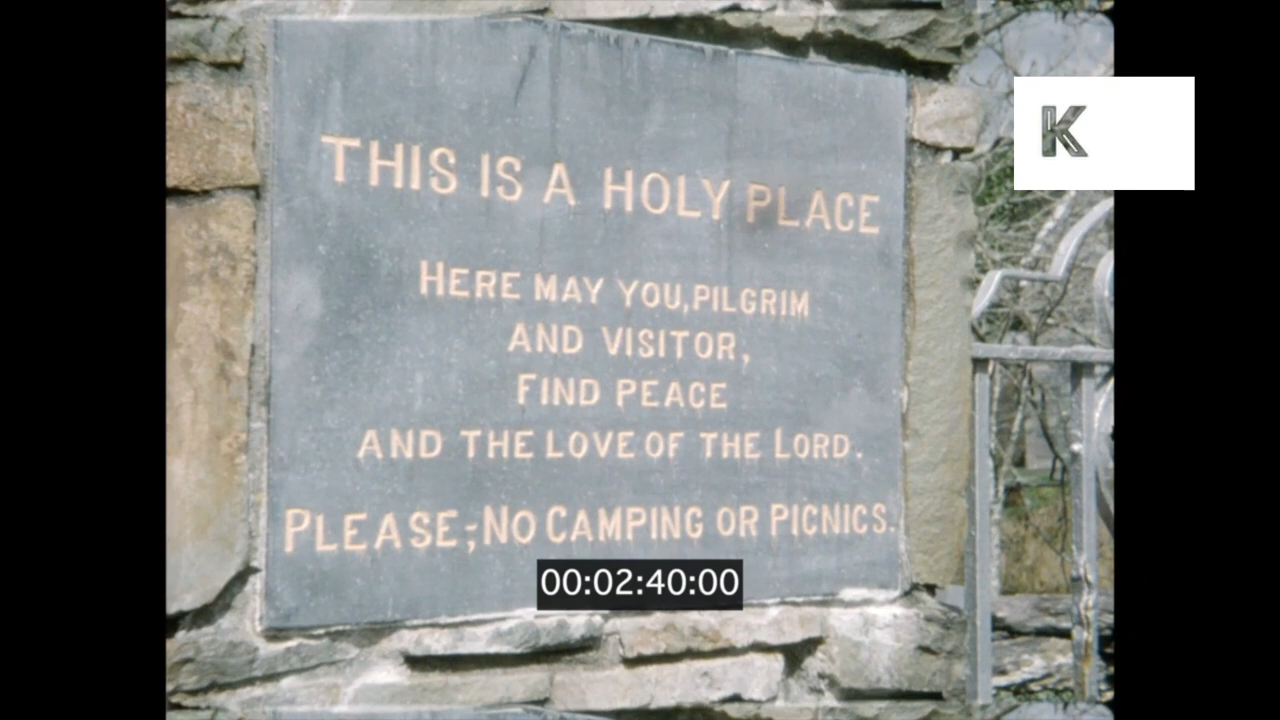 THIS IS A HOLY PLACE
HERE MAY YOU, PILGRIM
AND VISITOR,
FIND PEACE
AND THE LOVE OF THE LORD.
PLEASE; NO CAMPING OR PICNICS.
00:02:40:00
K